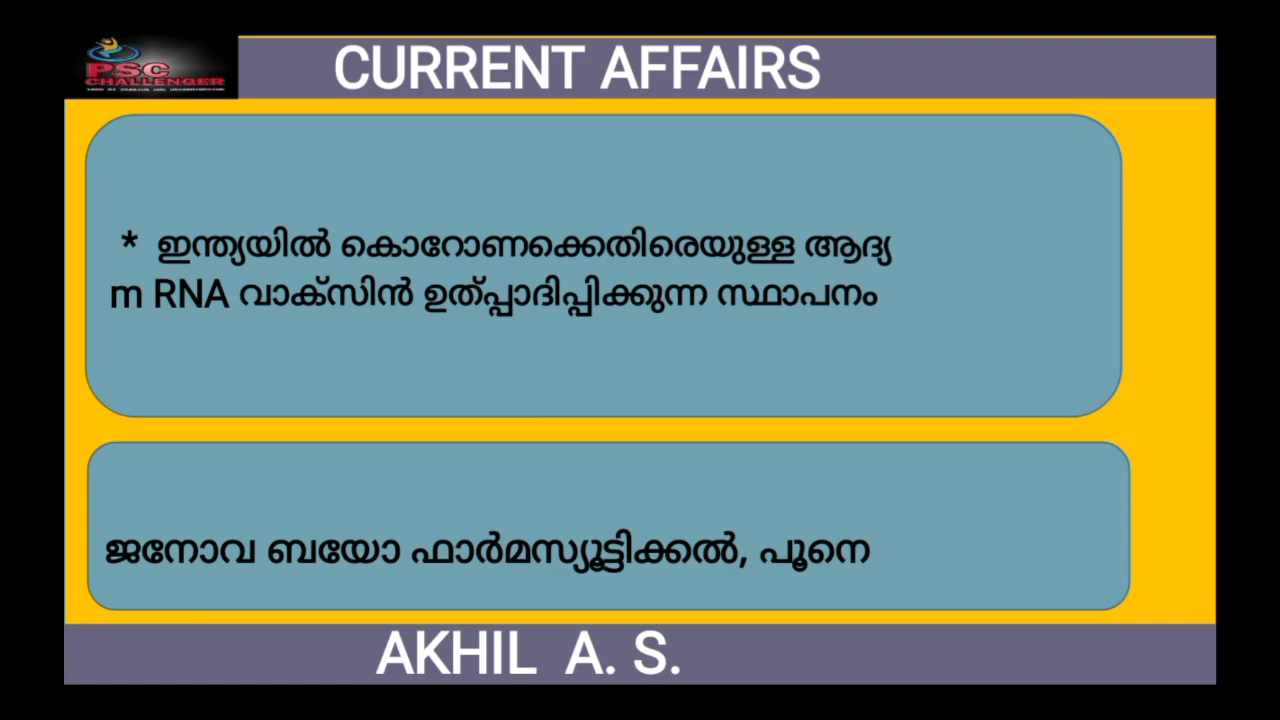 PSC
CHALLENGER
CURRENT AFFAIRS
* ഇന്ത്യയിൽ കൊറോണക്കെതിരെയുള്ള ആദ്യ
m RNA വാക്സിൻ ഉത്പ്പാദിപ്പിക്കുന്ന സ്ഥാപനം
ജനോവ ബയോ ഫാർമസ്യൂട്ടിക്കൽ, പൂനെ
AKHIL A. S.